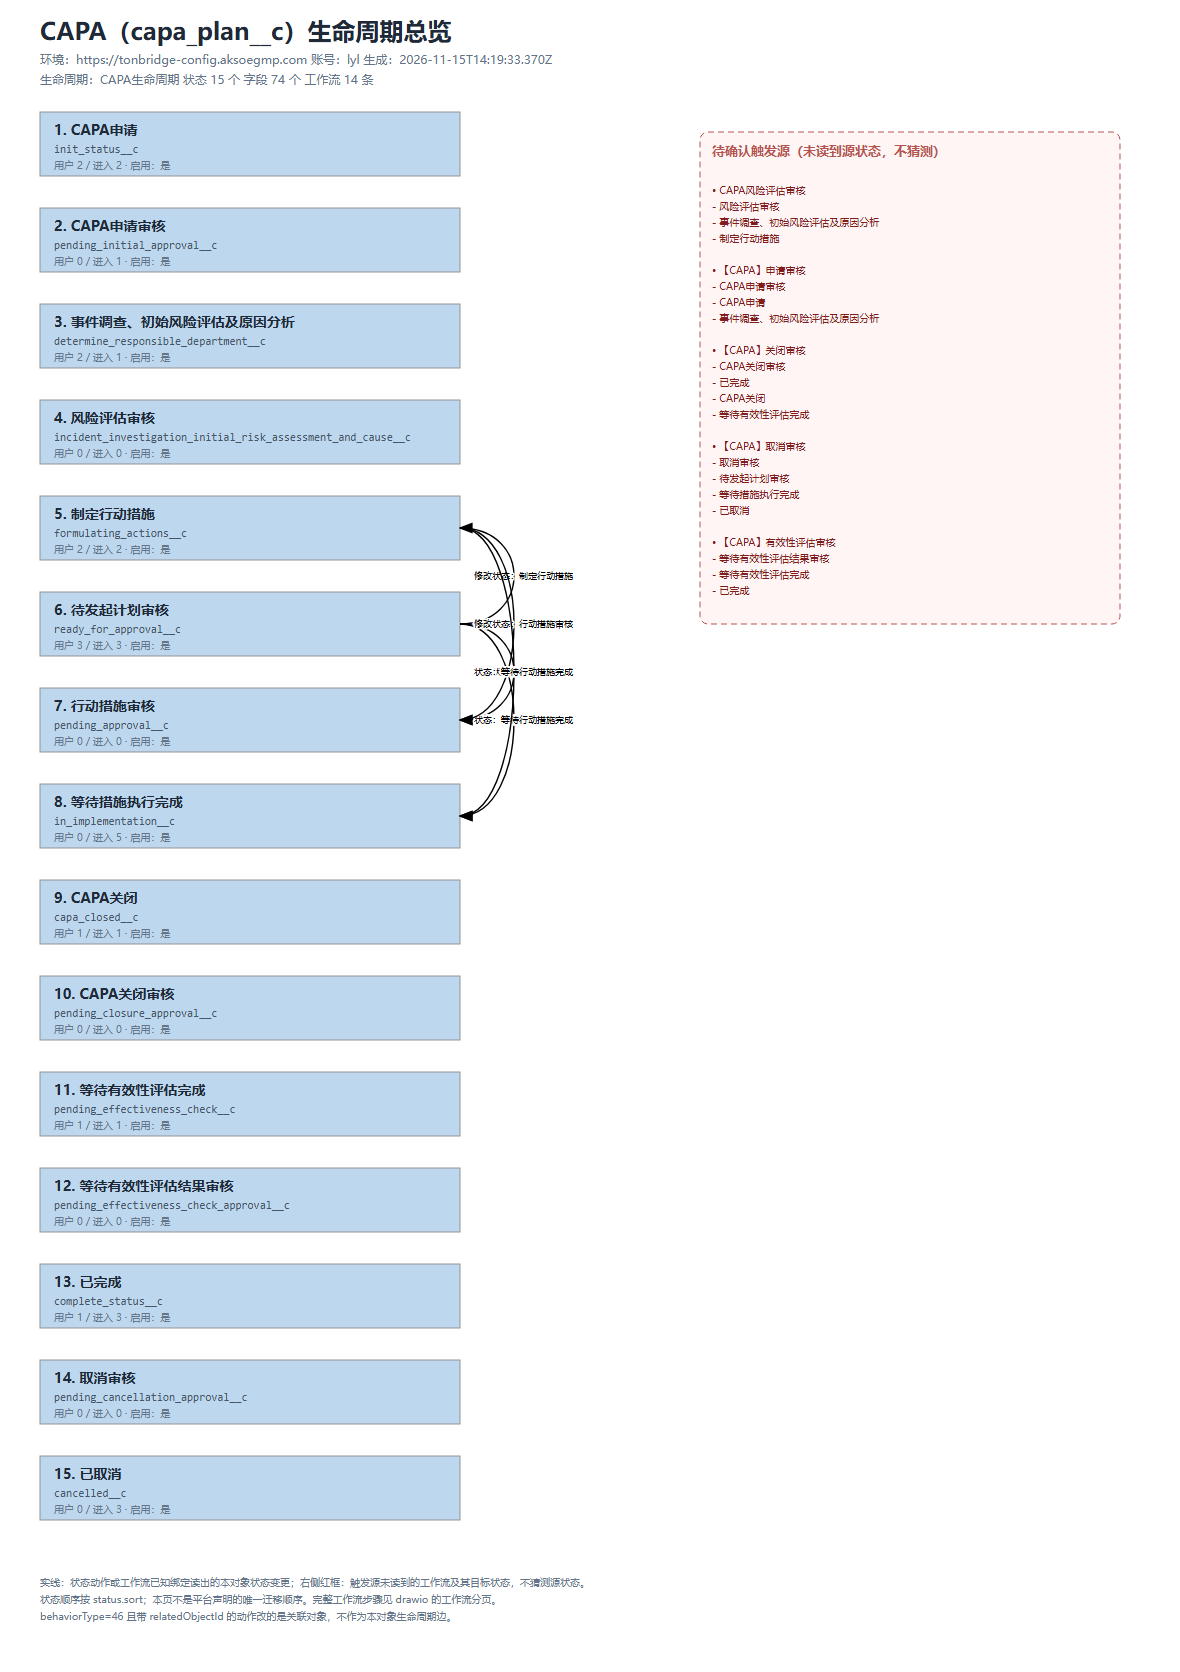 CAPA（capa_plan__c）生命周期总览
环境：https://tonbridge-config.aksoegmp.com 账号：lyl 生成：2026-11-15T14:19:33.370Z
生命周期：CAPA生命周期 状态 15 个 字段 74 个 工作流 14 条
1. CAPA申请
init_status__c
用户 2 / 进入 2 · 启用：是
2. CAPA申请审核
pending_initial_approval__c
用户 0 / 进入 1 · 启用：是
3. 事件调查、初始风险评估及原因分析
determine_responsible_department__c
用户 2 / 进入 1 · 启用：是
4. 风险评估审核
incident_investigation_initial_risk_assessment_and_cause__c
用户 0 / 进入 0 · 启用：是
5. 制定行动措施
formulating_actions__c
用户 2 / 进入 2 · 启用：是
6. 待发起计划审核
ready_for_approval__c
用户 3 / 进入 3 · 启用：是
7. 行动措施审核
pending_approval__c
用户 0 / 进入 0 · 启用：是
8. 等待措施执行完成
in_implementation__c
用户 0 / 进入 5 · 启用：是
9. CAPA关闭
capa_closed__c
用户 1 / 进入 1 · 启用：是
10. CAPA关闭审核
pending_closure_approval__c
用户 0 / 进入 0 · 启用：是
11. 等待有效性评估完成
pending_effectiveness_check__c
用户 1 / 进入 1 · 启用：是
12. 等待有效性评估结果审核
pending_effectiveness_check_approval__c
用户 0 / 进入 0 · 启用：是
13. 已完成
complete_status__c
用户 1 / 进入 3 · 启用：是
14. 取消审核
pending_cancellation_approval__c
用户 0 / 进入 0 · 启用：是
15. 已取消
cancelled__c
用户 0 / 进入 3 · 启用：是
修改状态：制定行动措施
修改状态：行动措施审核
状态：等待行动措施完成
状态：等待行动措施完成
待确认触发源（未读到源状态，不猜测）
• CAPA风险评估审核
- 风险评估审核
- 事件调查、初始风险评估及原因分析
- 制定行动措施
• 【CAPA】申请审核
- CAPA申请审核
- CAPA申请
- 事件调查、初始风险评估及原因分析
• 【CAPA】关闭审核
- CAPA关闭审核
- 已完成
- CAPA关闭
- 等待有效性评估完成
• 【CAPA】取消审核
- 取消审核
- 待发起计划审核
- 等待措施执行完成
- 已取消
• 【CAPA】有效性评估审核
- 等待有效性评估结果审核
- 等待有效性评估完成
- 已完成
实线：状态动作或工作流已知绑定读出的本对象状态变更；右侧红框：触发源未读到的工作流及其目标状态，不猜测源状态。
状态顺序按 status.sort；本页不是平台声明的唯一迁移顺序。完整工作流步骤见 drawio 的工作流分页。
behaviorType=46 且带 relatedObjectId 的动作改的是关联对象，不作为本对象生命周期边。